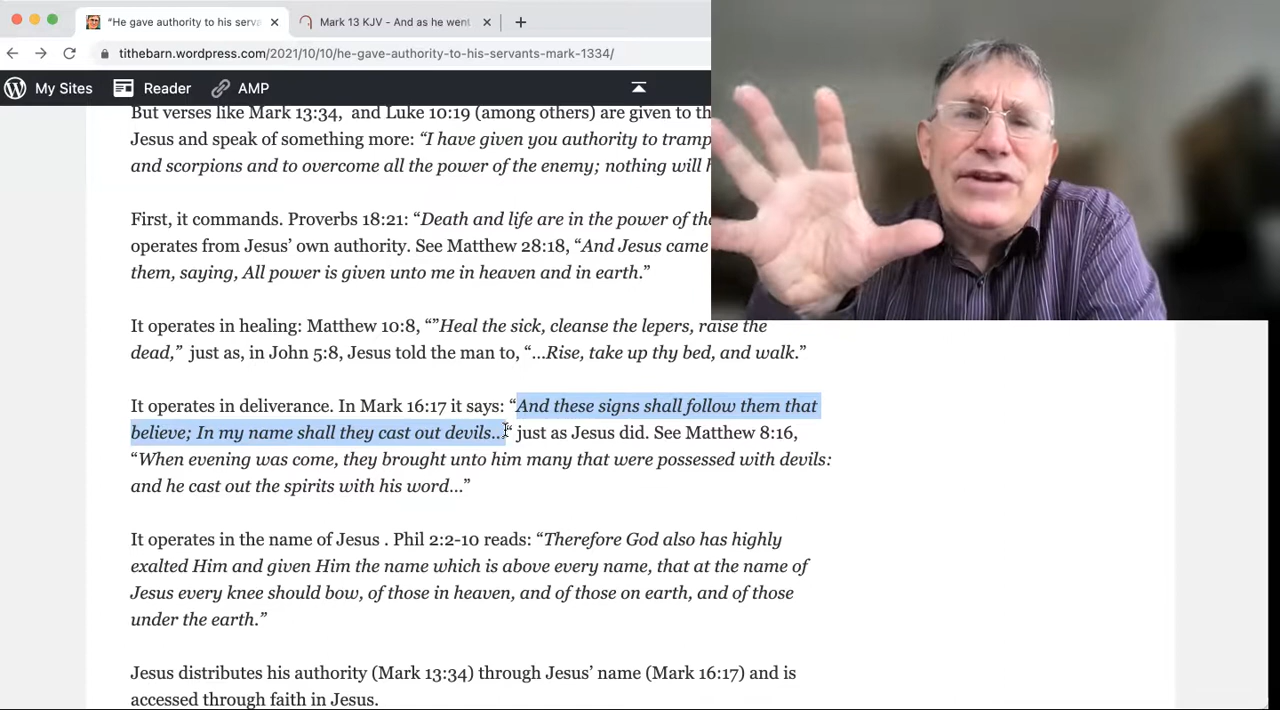 "He gave authority to his serva
Mark 13 KJV - And as he went
tithebarn.wordpress.com/2021/10/10/he-gave-authority-to-his-servants-mark-1334/
My Sites Reader AMP
But verses like Mark 13:34,  and Luke 10:19 (among others) are given to th
Jesus and speak of something more: “I have given you authority to tramp
and scorpions and to overcome all the power of the enemy; nothing will h
First, it commands. Proverbs 18:21: “Death and life are in the power of the
operates from Jesus’ own authority. See Matthew 28:18, “And Jesus came
them, saying, All power is given unto me in heaven and in earth.”
It operates in healing: Matthew 10:8, “”Heal the sick, cleanse the lepers, raise the
dead,”  just as, in John 5:8, Jesus told the man to, “…Rise, take up thy bed, and walk.”
It operates in deliverance. In Mark 16:17 it says: “And these signs shall follow them that
believe; In my name shall they cast out devils…“ just as Jesus did. See Matthew 8:16,
“When evening was come, they brought unto him many that were possessed with devils:
and he cast out the spirits with his word…”
It operates in the name of Jesus . Phil 2:2-10 reads: “Therefore God also has highly
exalted Him and given Him the name which is above every name, that at the name of
Jesus every knee should bow, of those in heaven, and of those on earth, and of those
under the earth.”
Jesus distributes his authority (Mark 13:34) through Jesus’ name (Mark 16:17) and is
accessed through faith in Jesus.